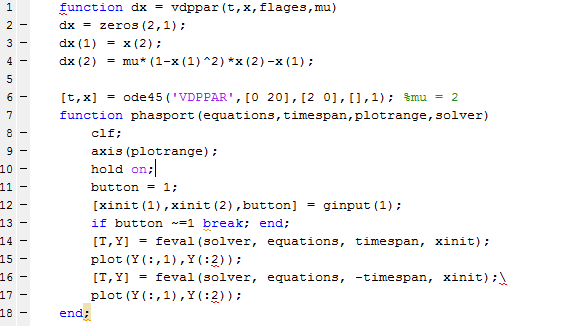 1 function dx = vdppar(t,x,flages,mu)
2 – dx = zeros(2,1);
3 – dx(1) = x(2);
4 – dx(2) = mu*(1-x(1)^2)*x(2)-x(1);
5
6 – [t,x] = ode45('VDPPAR',[0 20],[2 0],[],1); %mu = 2
7 function phasport(equations,timespan,plotrange,solver)
8 – clf;
9 – axis(plotrange);
10 – hold on;
11 – button = 1;
12 – [xinit(1),xinit(2),button] = ginput(1);
13 – if button ~=1 break; end;
14 – [T,Y] = feval(solver, equations, timespan, xinit);
15 – plot(Y(:,1),Y(:2));
16 – [T,Y] = feval(solver, equations, -timespan, xinit);\
17 – plot(Y(:,1),Y(:2));
18 – end;